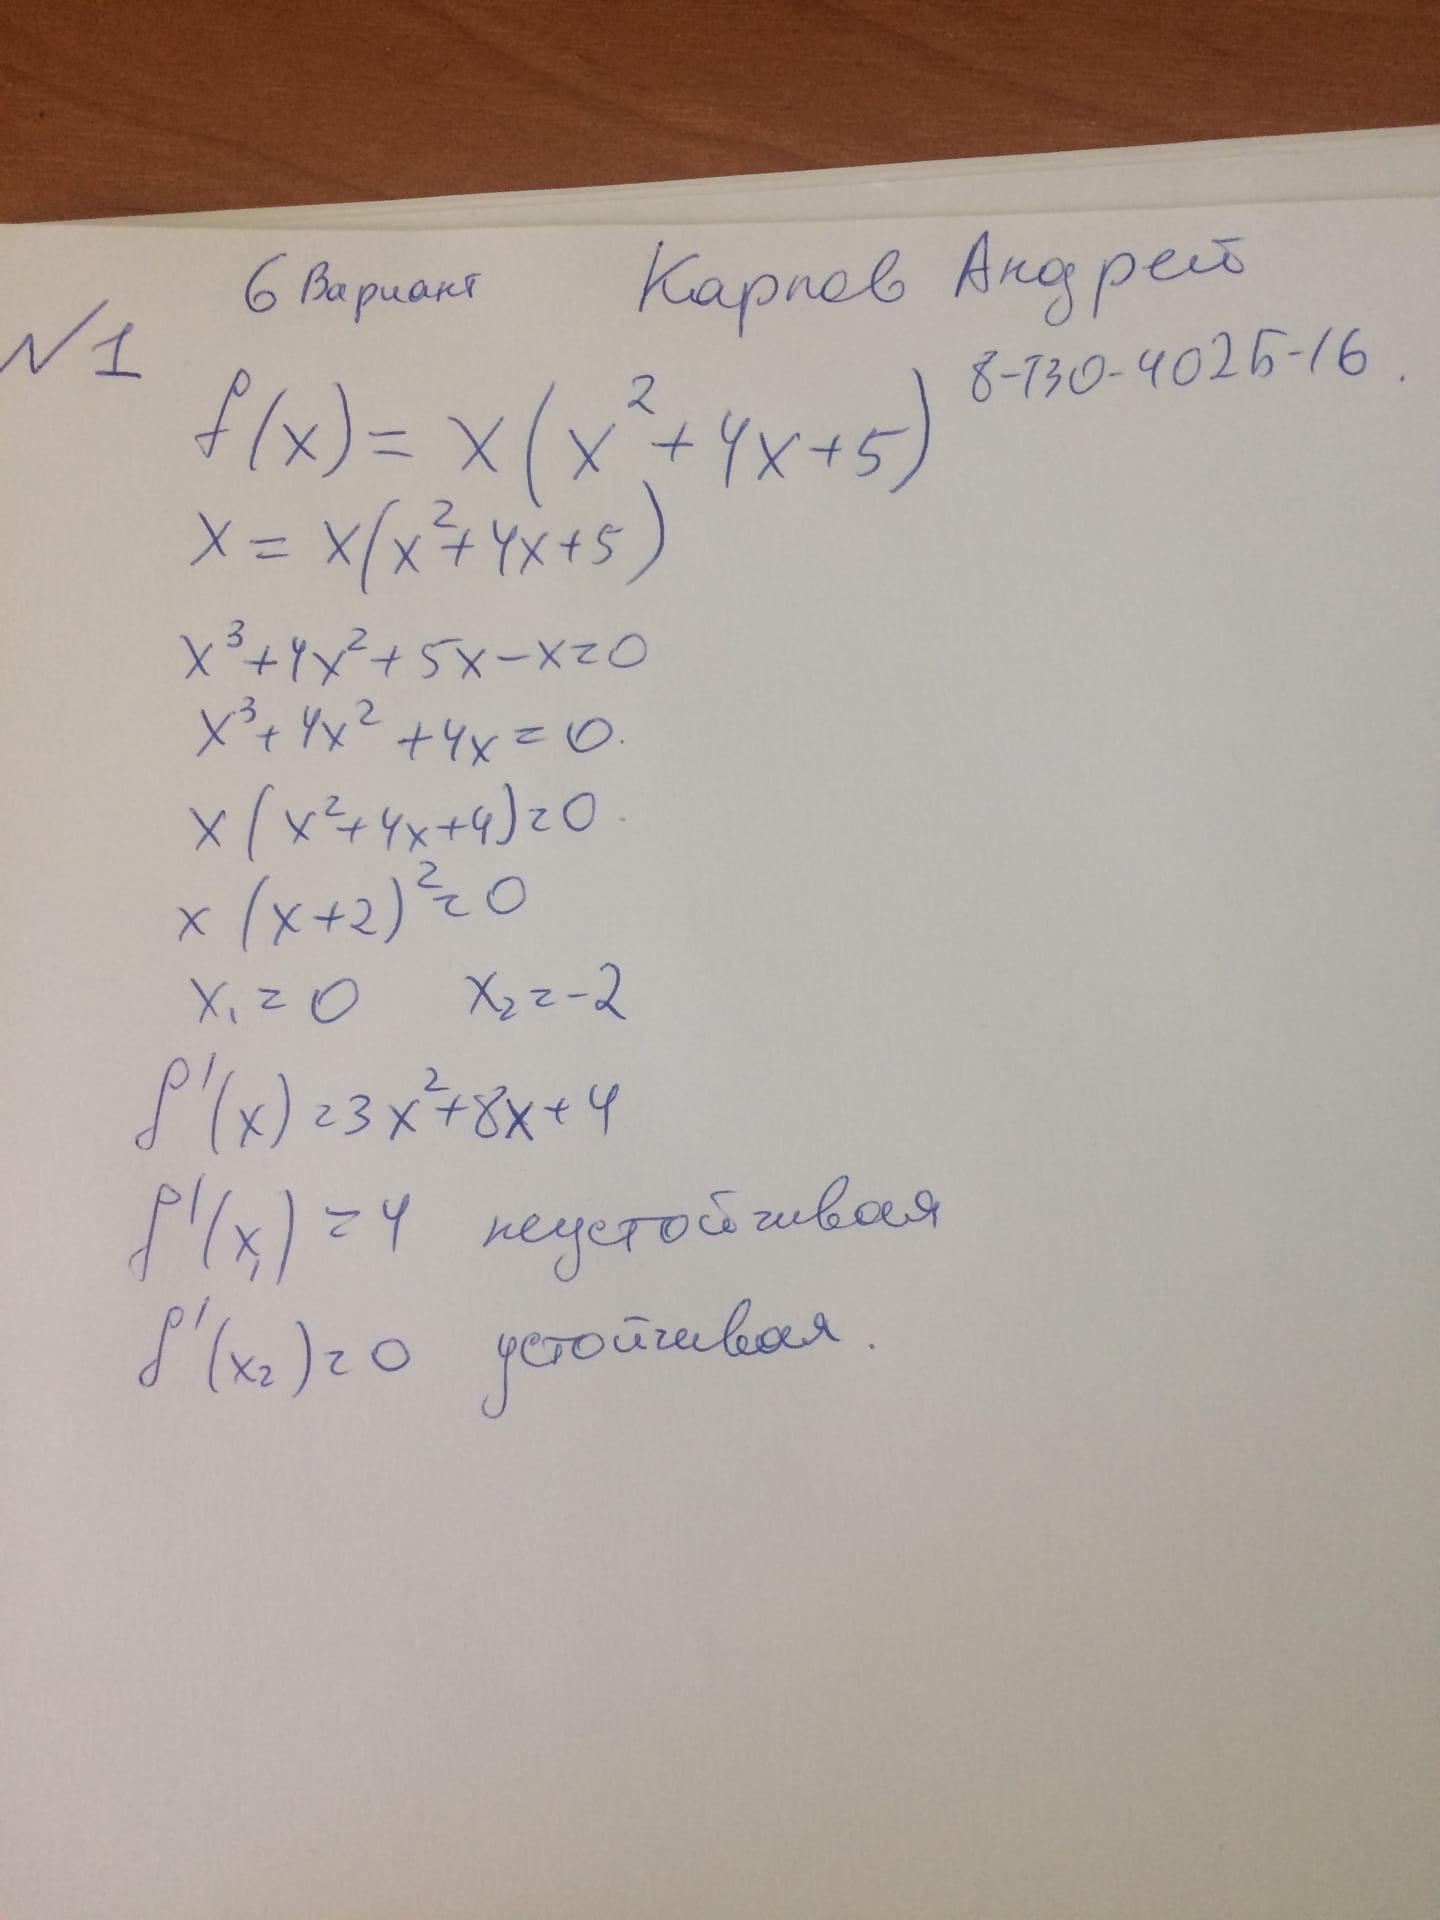 6 Вариант Карпов Андрей
8-Т3О-402Б-16.
№1
f(x) = x(x²+4x+5)
x = x(x²+4x+5)
x³+4x²+5x-x=0
x³+4x²+4x=0.
x(x²+4x+4)=0.
x(x+2)²=0
x₁=0 x₂=-2
f'(x)=3x²+8x+4
f'(x₁)=4 неустойчивая
f'(x₂)=0 устойчивая.